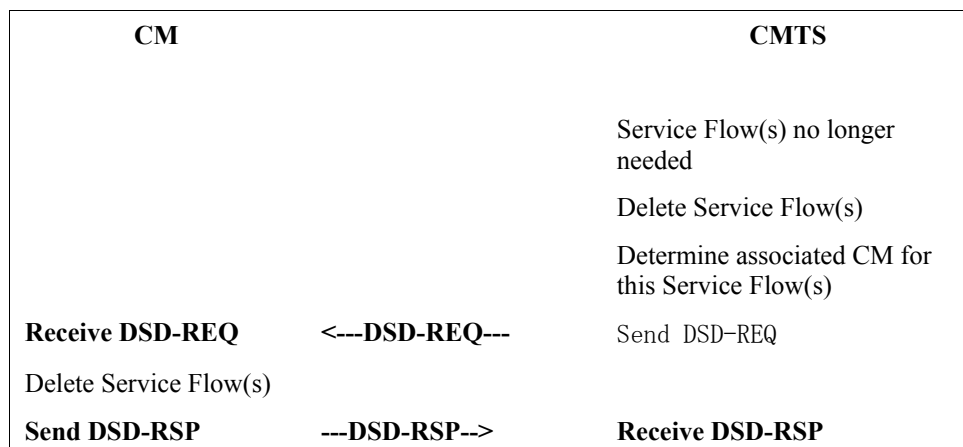 CM CMTS
Service Flow(s) no longer
needed
Delete Service Flow(s)
Determine associated CM for
this Service Flow(s)
Receive DSD-REQ <---DSD-REQ--- Send DSD-REQ
Delete Service Flow(s)
Send DSD-RSP ---DSD-RSP--> Receive DSD-RSP